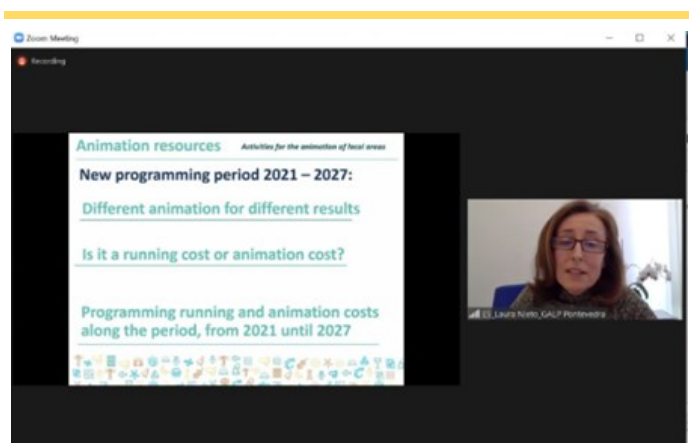 Zoom Meeting
Recording
Animation resources Activities for the animation of local areas
New programming period 2021 – 2027:
Different animation for different results
Is it a running cost or animation cost?
Programming running and animation costs
along the period, from 2021 until 2027
ES_Laura Nieto_GALP Pontevedra